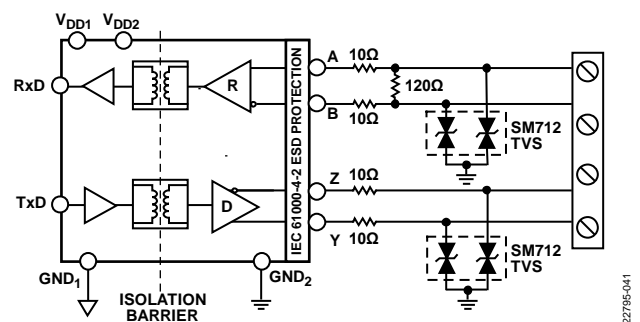 VDD1 VDD2
RxD
R
IEC 61000-4-2 ESD PROTECTION
A 10Ω
120Ω
B 10Ω
SM712
TVS
TxD
D
Z 10Ω
Y 10Ω
SM712
TVS
GND1
GND2
ISOLATION
BARRIER
22795-041